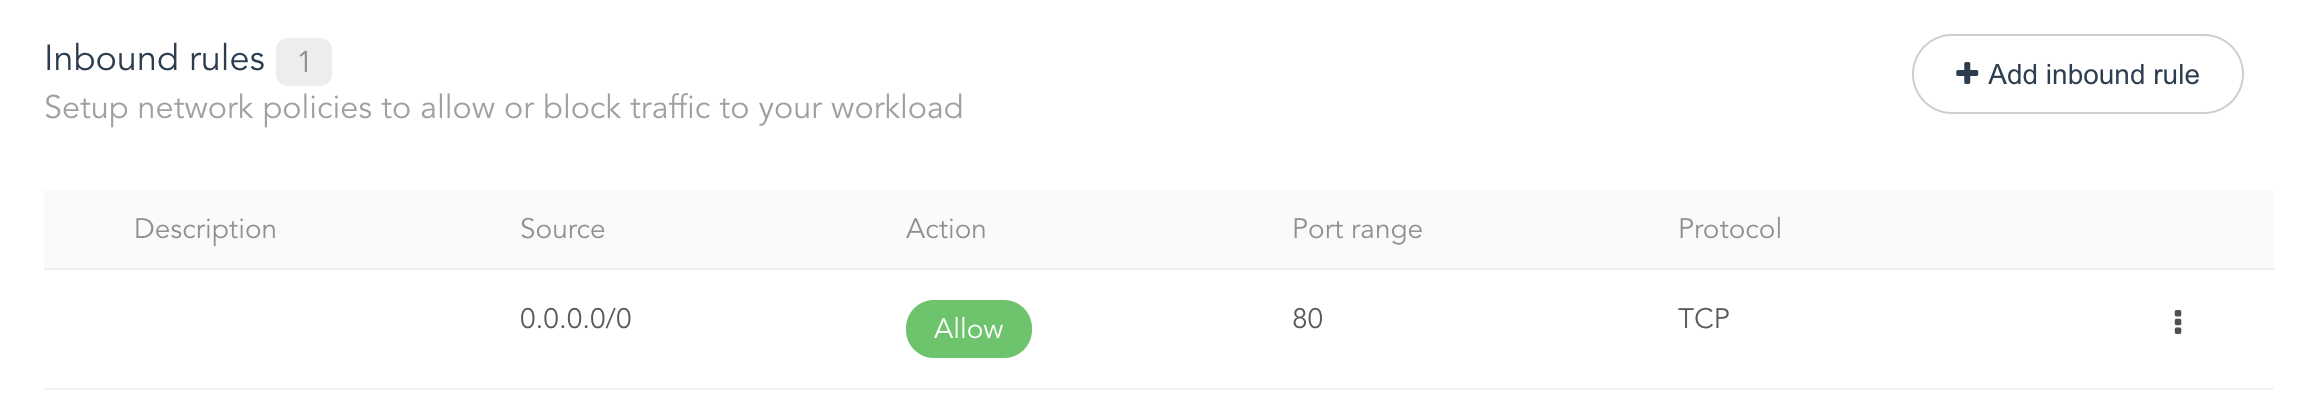 Inbound rules 1
Setup network policies to allow or block traffic to your workload
+ Add inbound rule
Description Source Action Port range Protocol
0.0.0.0/0 Allow 80 TCP